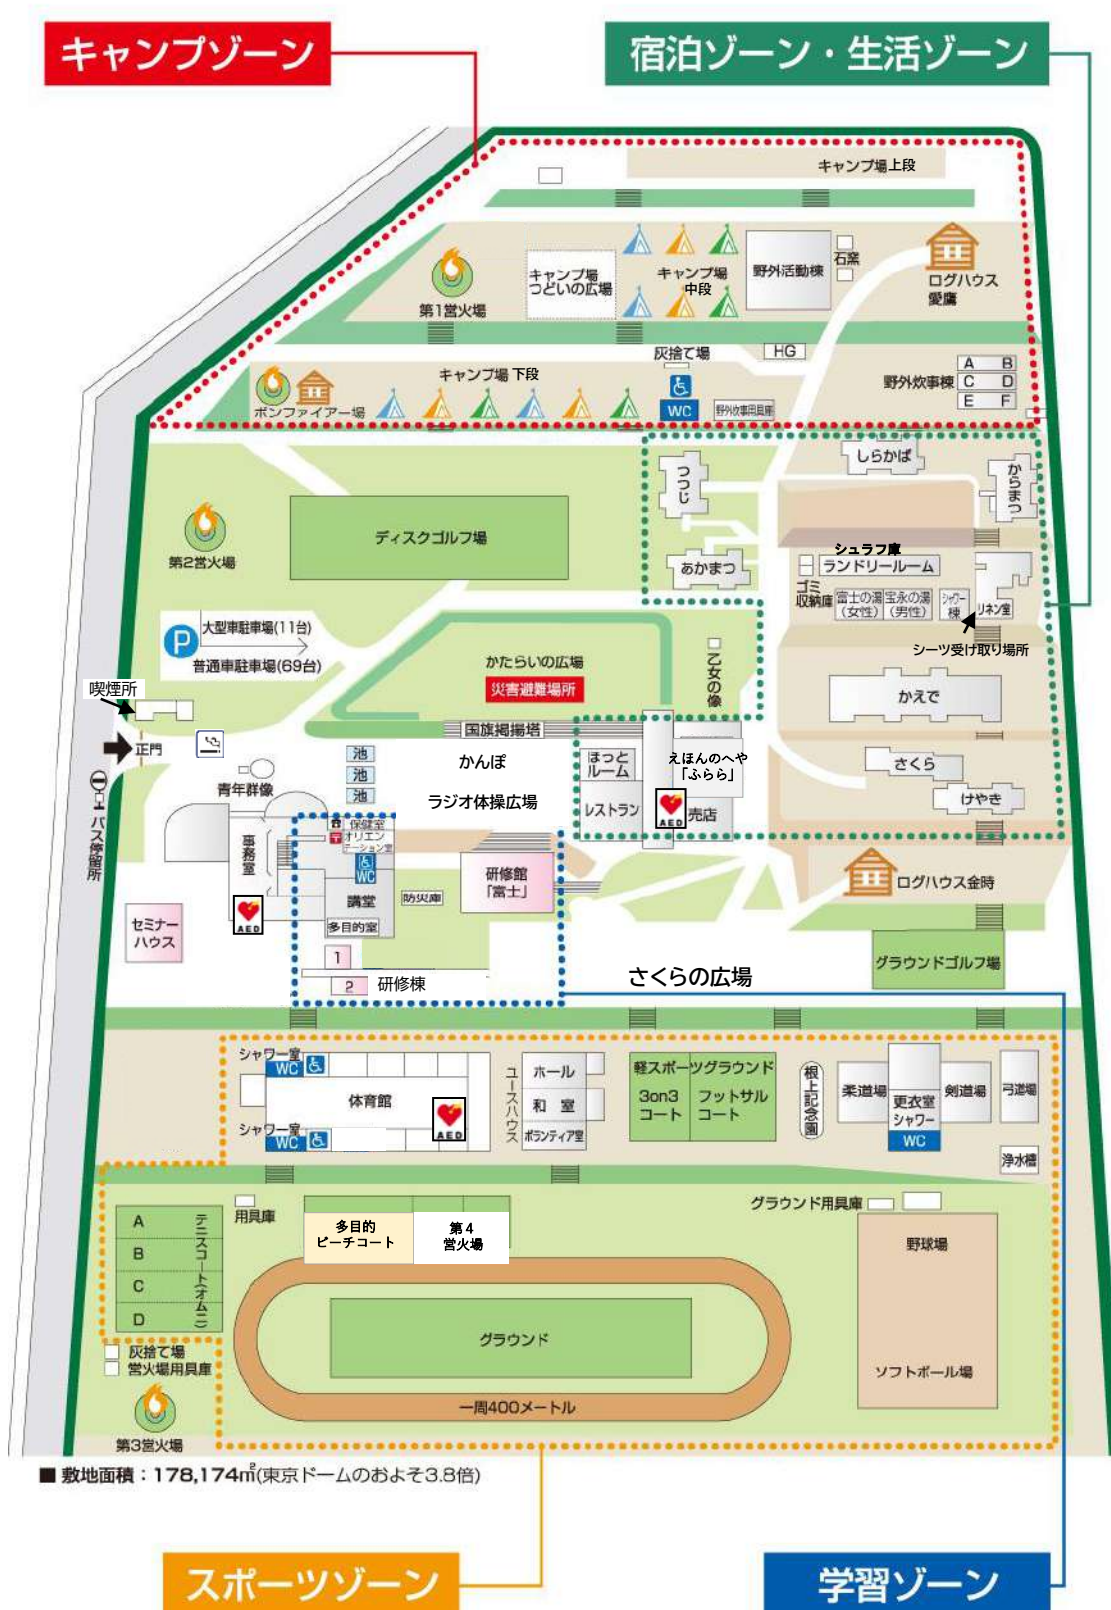 キャンプゾーン
宿泊ゾーン・生活ゾーン
キャンプ場上段
第1営火場
キャンプ場
つどいの広場
キャンプ場
中段
野外活動棟
石窯
ログハウス
愛鷹
灰捨て場
HG
キャンプ場 下段
ボンファイアー場
WC
野外炊事用具庫
野外炊事棟
A B
C D
E F
つつじ
しらかば
からまつ
第2営火場
ディスクゴルフ場
あかまつ
シュラフ庫
ランドリールーム
ゴミ
収納庫
富士の湯
(女性)
宝永の湯
(男性)
シャワー
棟
リネン室
シーツ受け取り場所
P
大型車駐車場(11台)
普通車駐車場(69台)
かたらいの広場
災害避難場所
乙女の像
かえで
喫煙所
正門
国旗掲揚塔
池
池
池
かんぽ
ラジオ体操広場
ほっと
ルーム
レストラン
えほんのへや
「ふらら」
AED
売店
さくら
けやき
青年群像
バス停留所
事務室
保健室
オリエン
テーション室
WC
講堂
多目的室
防災庫
研修館
「富士」
ログハウス金時
AED
セミナー
ハウス
1
2
研修棟
さくらの広場
グラウンドゴルフ場
シャワー室
WC
体育館
AED
シャワー室
WC
ユースハウス
ホール
和 室
ボランティア室
軽スポーツグラウンド
3on3
コート
フットサル
コート
根上記念園
柔道場
更衣室
シャワー
WC
剣道場
弓道場
浄水槽
用具庫
多目的
ビーチコート
第4
営火場
グラウンド用具庫
野球場
A
B
C
D
テニスコート(オムニ)
グラウンド
一周400メートル
ソフトボール場
灰捨て場
営火場用具庫
第3営火場
■ 敷地面積：178,174㎡(東京ドームのおよそ3.8倍)
スポーツゾーン
学習ゾーン